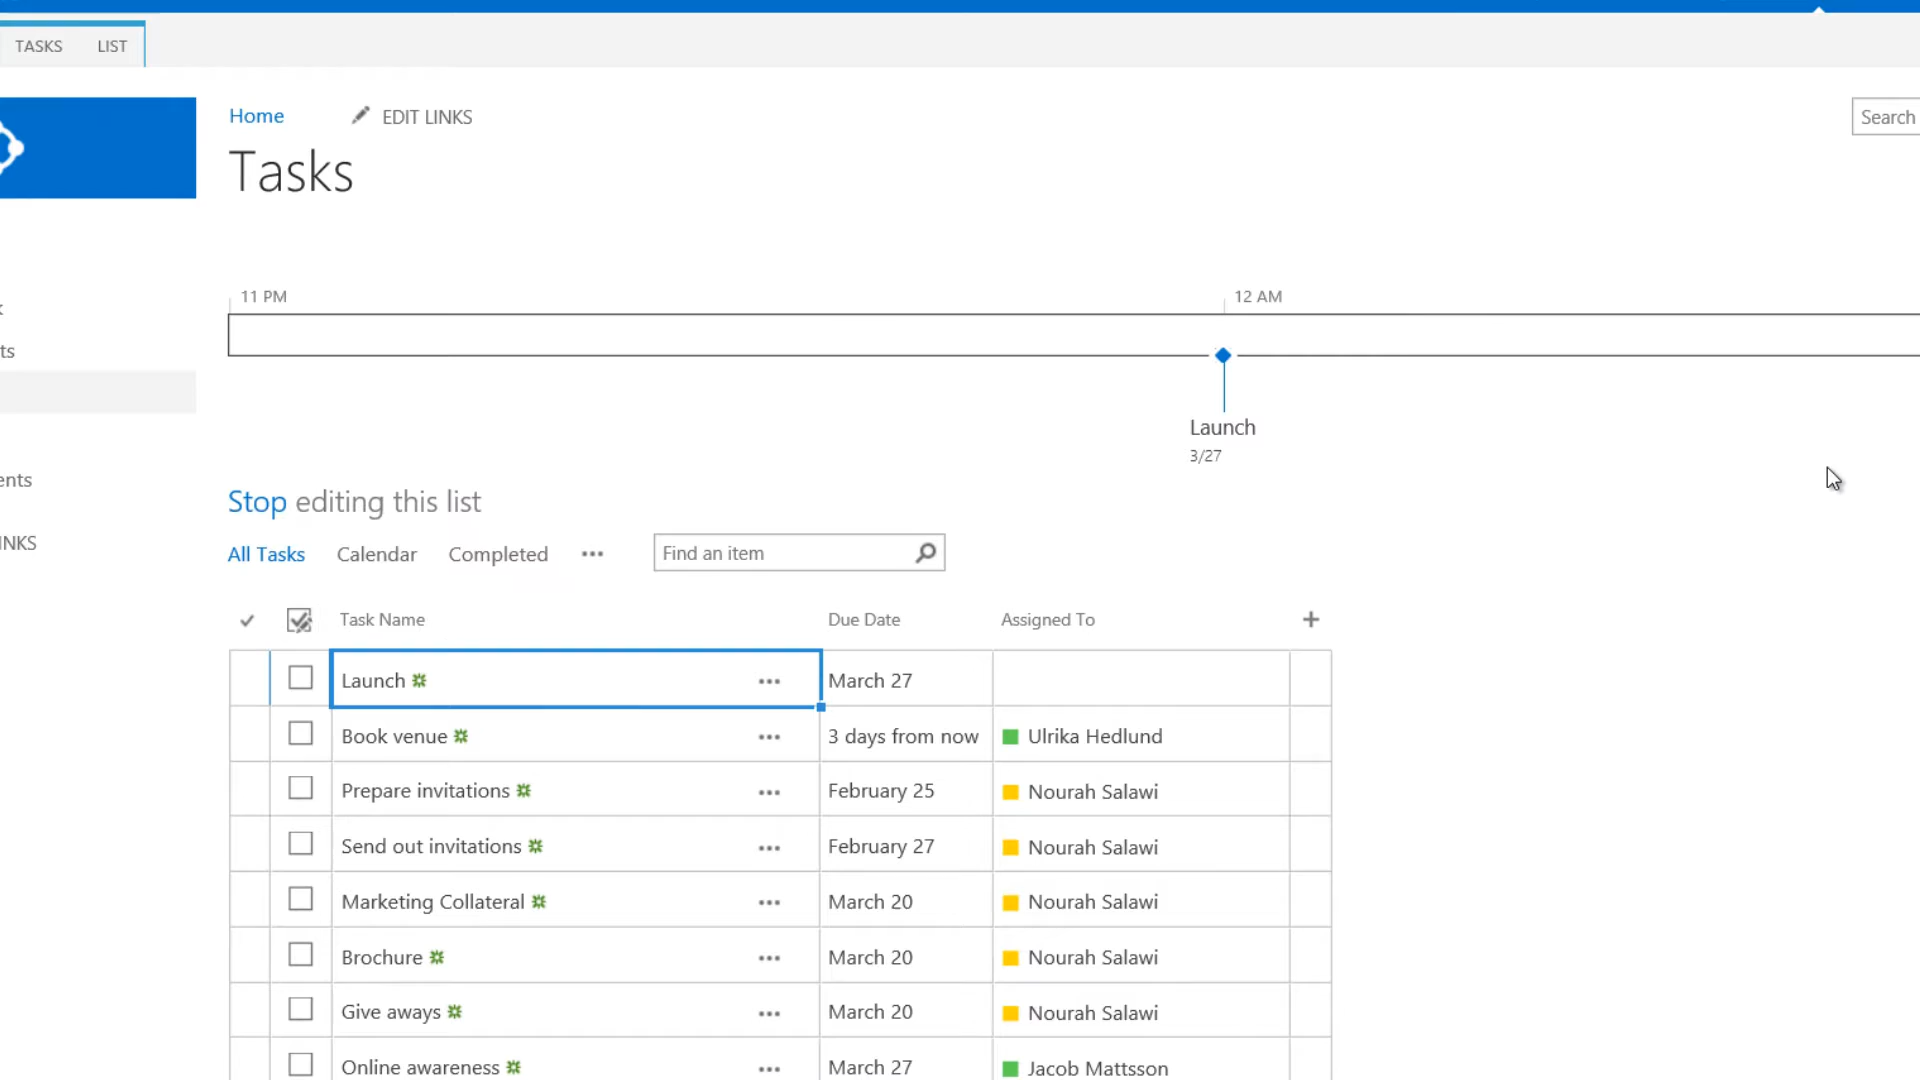 TASKS LIST
Home EDIT LINKS
Search
Tasks
11 PM 12 AM
ts
Launch
3/27
ents
Stop editing this list
INKS
All Tasks Calendar Completed ••• Find an item
Task Name Due Date Assigned To +
Launch ••• March 27
Book venue ••• 3 days from now Ulrika Hedlund
Prepare invitations ••• February 25 Nourah Salawi
Send out invitations ••• February 27 Nourah Salawi
Marketing Collateral ••• March 20 Nourah Salawi
Brochure ••• March 20 Nourah Salawi
Give aways ••• March 20 Nourah Salawi
Online awareness ••• March 27 Jacob Mattsson